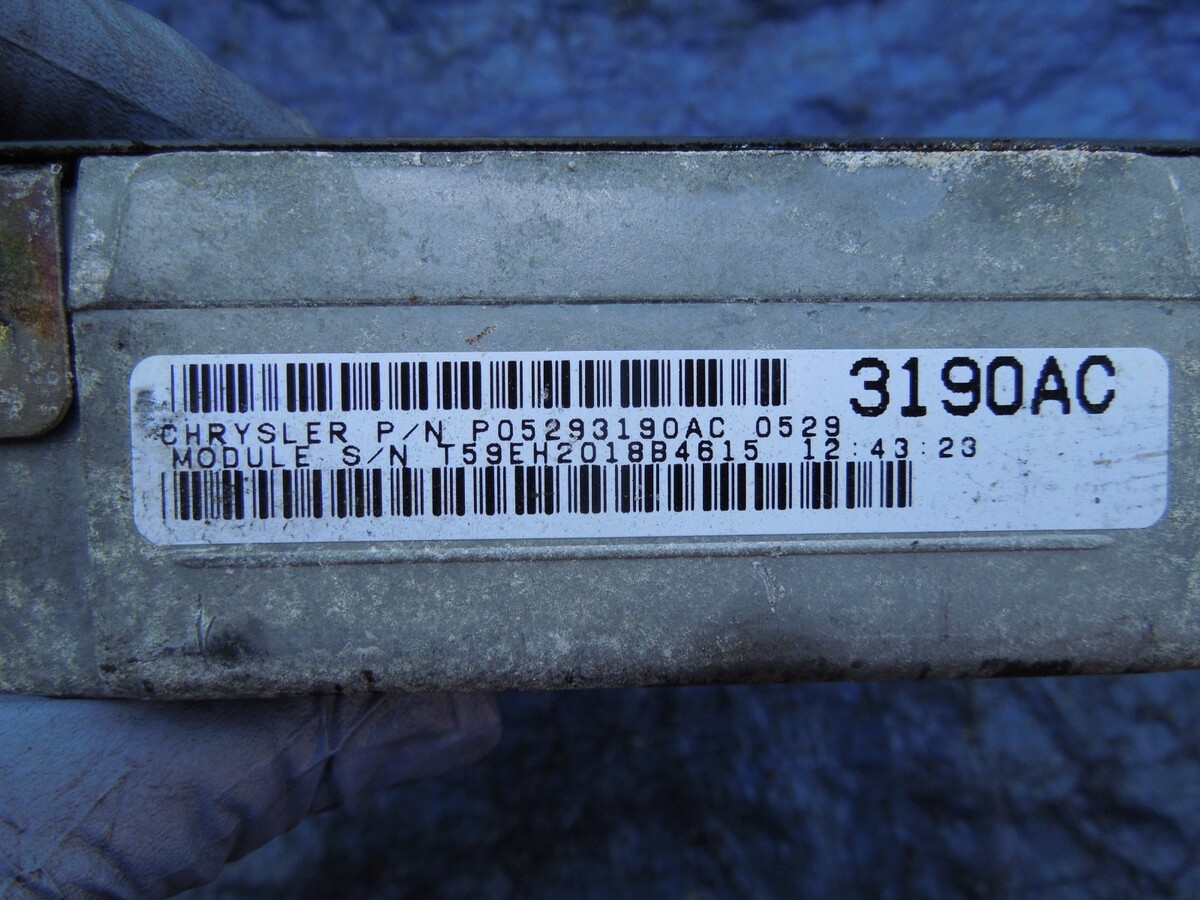 3190AC
CHRYSLER P/N P05293190AC 0529
MODULE S/N T59EH2018B4615 12:43:23